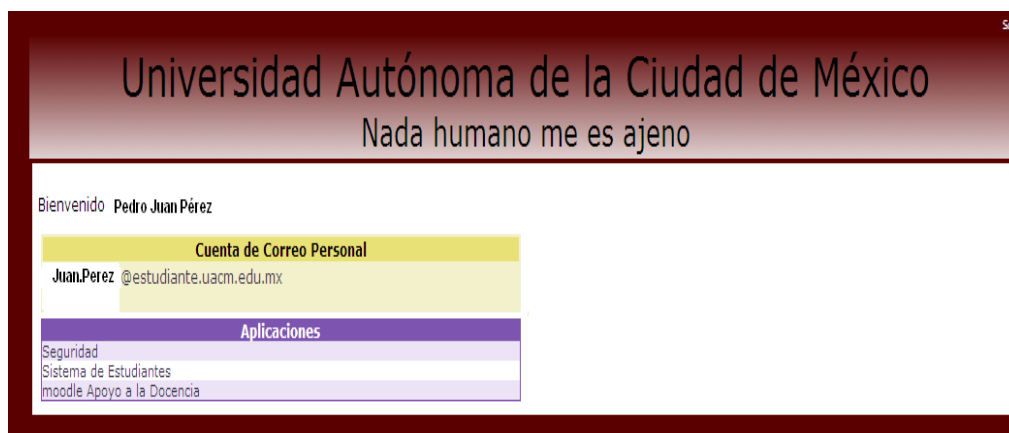 Universidad Autónoma de la Ciudad de México
Nada humano me es ajeno
Bienvenido Pedro Juan Pérez
Cuenta de Correo Personal
Juan.Perez @estudiante.uacm.edu.mx
Aplicaciones
Seguridad
Sistema de Estudiantes
moodle Apoyo a la Docencia